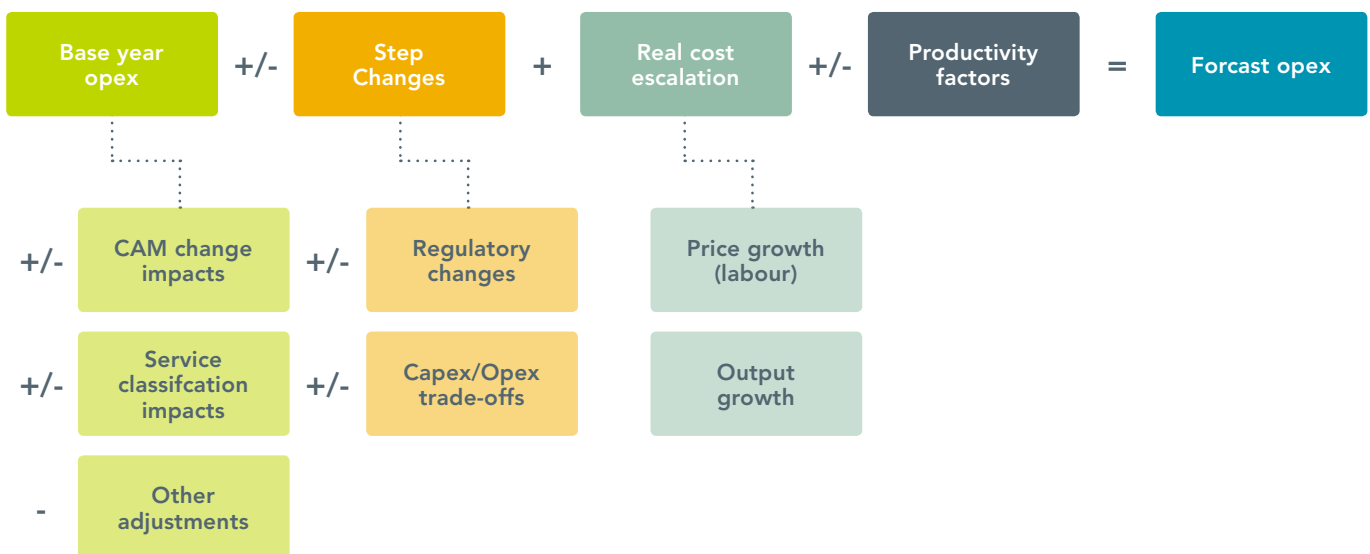 Base year
opex
+/-
Step
Changes
+
Real cost
escalation
+/-
Productivity
factors
=
Forcast opex
+/-
CAM change
impacts
+/-
Regulatory
changes
Price growth
(labour)
+/-
Service
classifcation
impacts
+/-
Capex/Opex
trade-offs
Output
growth
-
Other
adjustments